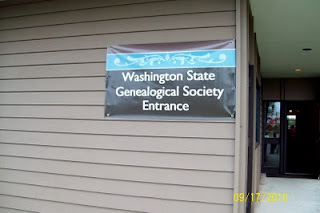 Washington State
Genealogical Society
Entrance
09/17/2010